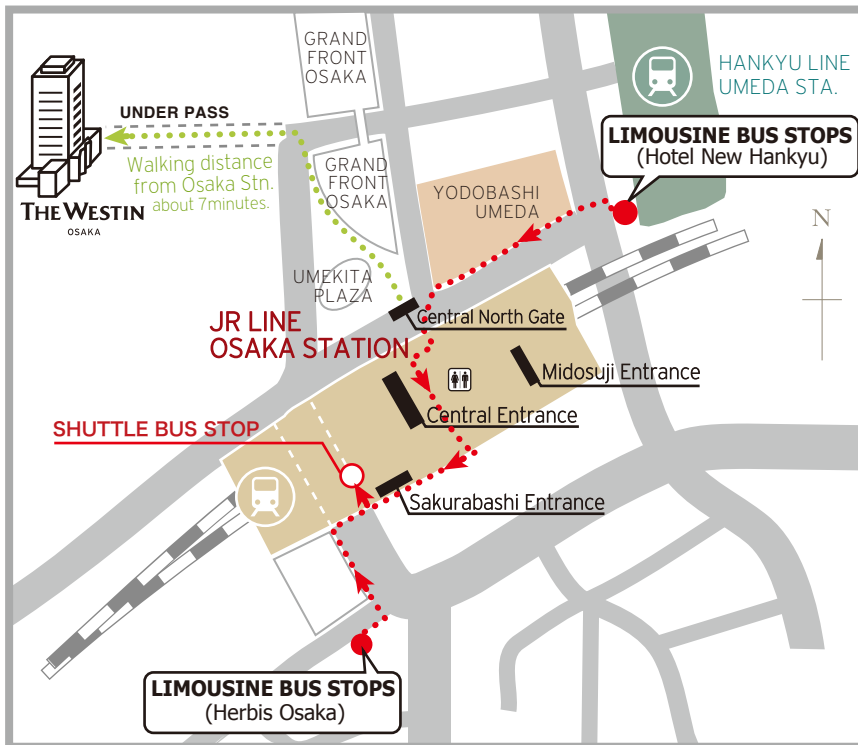 GRAND
FRONT
OSAKA
HANKYU LINE
UMEDA STA.
UNDER PASS
LIMOUSINE BUS STOPS
(Hotel New Hankyu)
Walking distance
from Osaka Stn.
about 7minutes.
GRAND
FRONT
OSAKA
YODOBASHI
UMEDA
THE WESTIN
OSAKA
N
UMEKITA
PLAZA
Central North Gate
JR LINE
OSAKA STATION
Midosuji Entrance
Central Entrance
SHUTTLE BUS STOP
Sakurabashi Entrance
LIMOUSINE BUS STOPS
(Herbis Osaka)